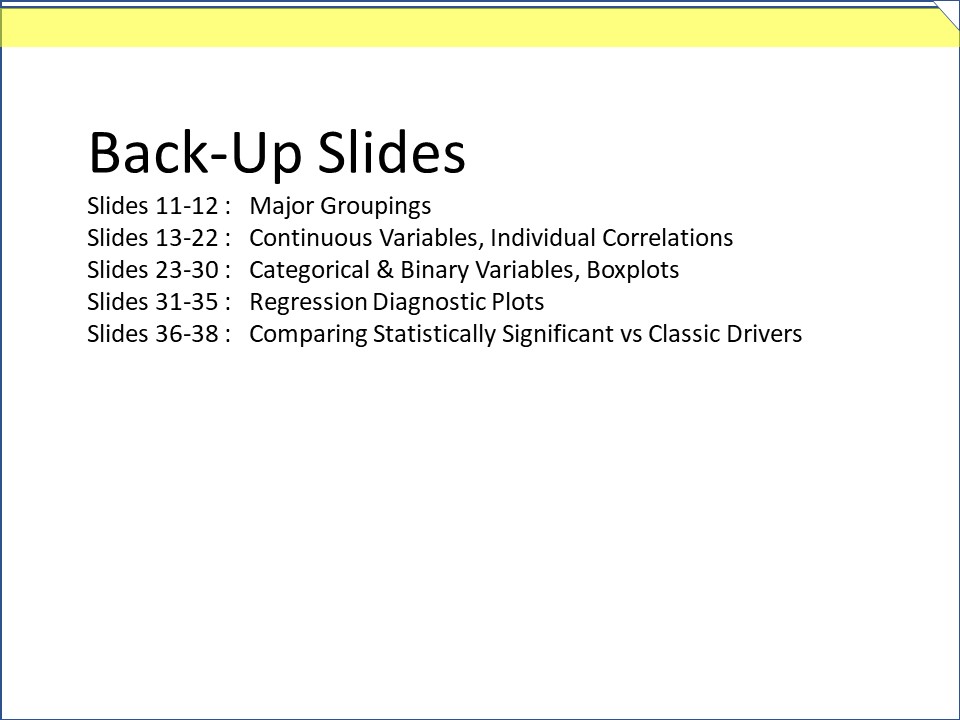 Back-Up Slides
Slides 11-12 : Major Groupings
Slides 13-22 : Continuous Variables, Individual Correlations
Slides 23-30 : Categorical & Binary Variables, Boxplots
Slides 31-35 : Regression Diagnostic Plots
Slides 36-38 : Comparing Statistically Significant vs Classic Drivers